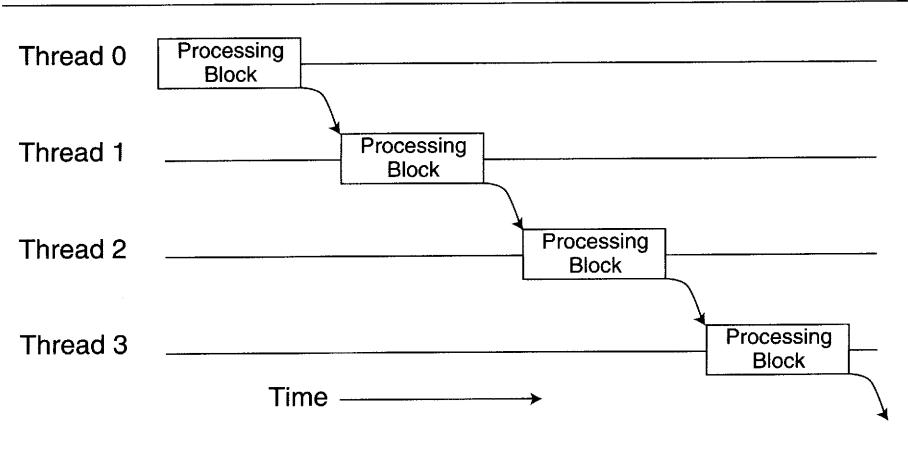 Thread 0
Processing
Block
Thread 1
Processing
Block
Thread 2
Processing
Block
Thread 3
Processing
Block
Time